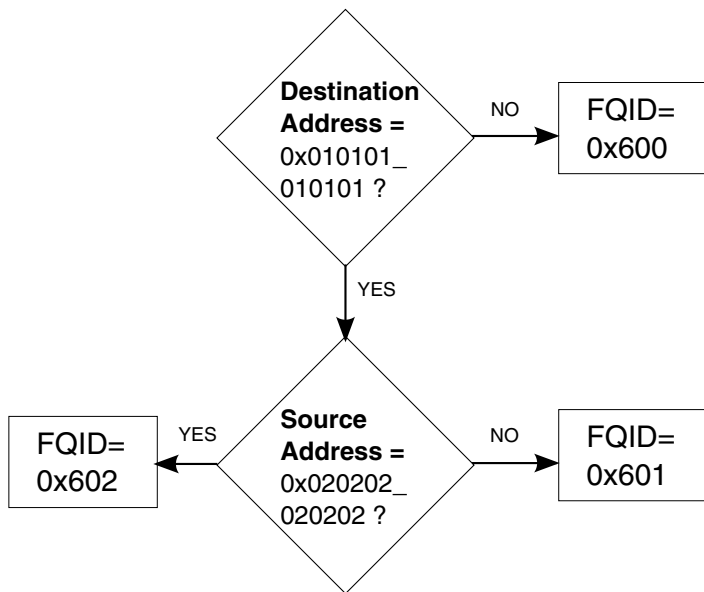 Destination
Address =
0x010101_
010101 ?
NO
FQID=
0x600
YES
Source
Address =
0x020202_
020202 ?
YES
FQID=
0x602
NO
FQID=
0x601